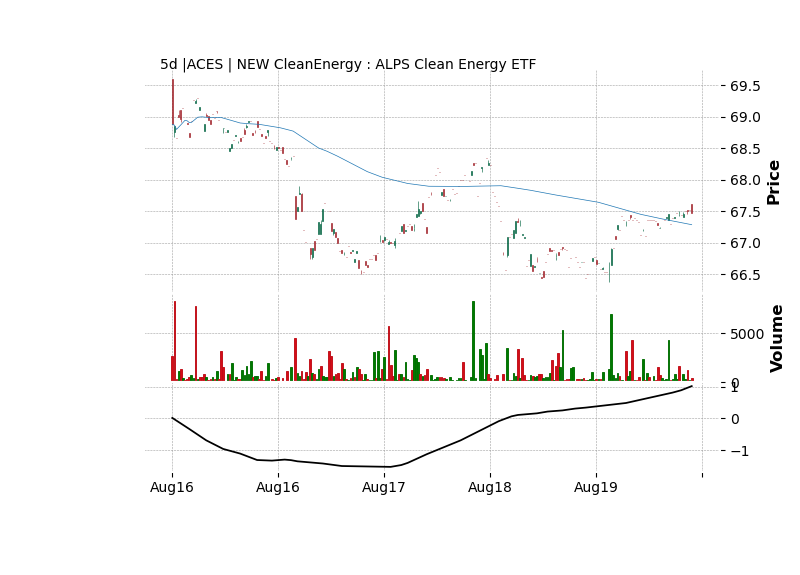 5d |ACES | NEW CleanEnergy : ALPS Clean Energy ETF
69.5
69.0
68.5
68.0
67.5
67.0
66.5
Price
5000
0
Volume
1
0
−1
Aug16
Aug16
Aug17
Aug18
Aug19